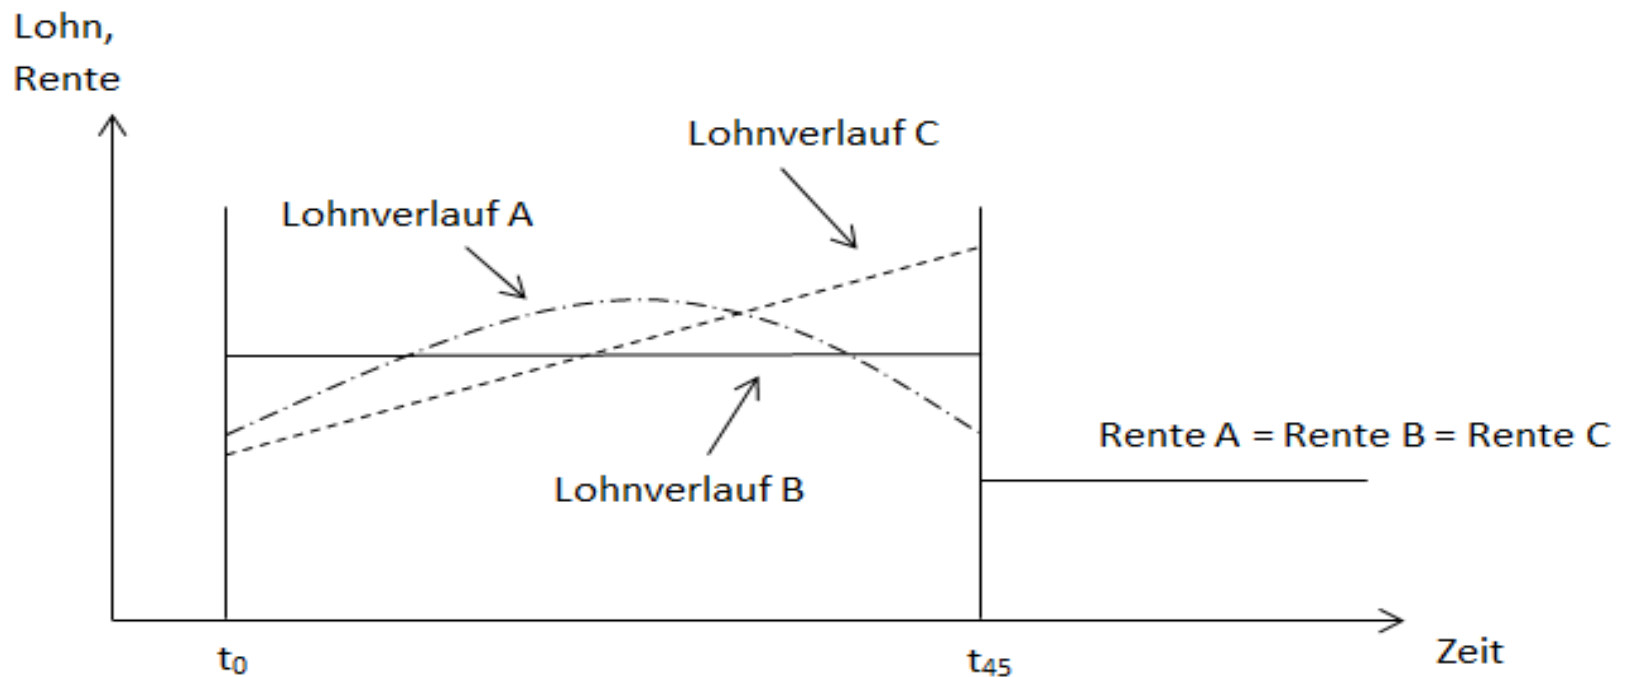 Lohn,
Rente
Lohnverlauf C
Lohnverlauf A
Rente A = Rente B = Rente C
Lohnverlauf B
t₀
t₄₅
Zeit